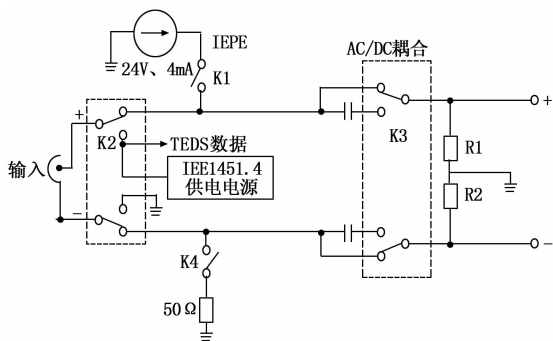 IEPE
24V、4mA
K1
AC/DC耦合
+
K2
TEDS数据
IEE1451.4
供电电源
输入
−
K3
R1
R2
+
−
K4
50Ω